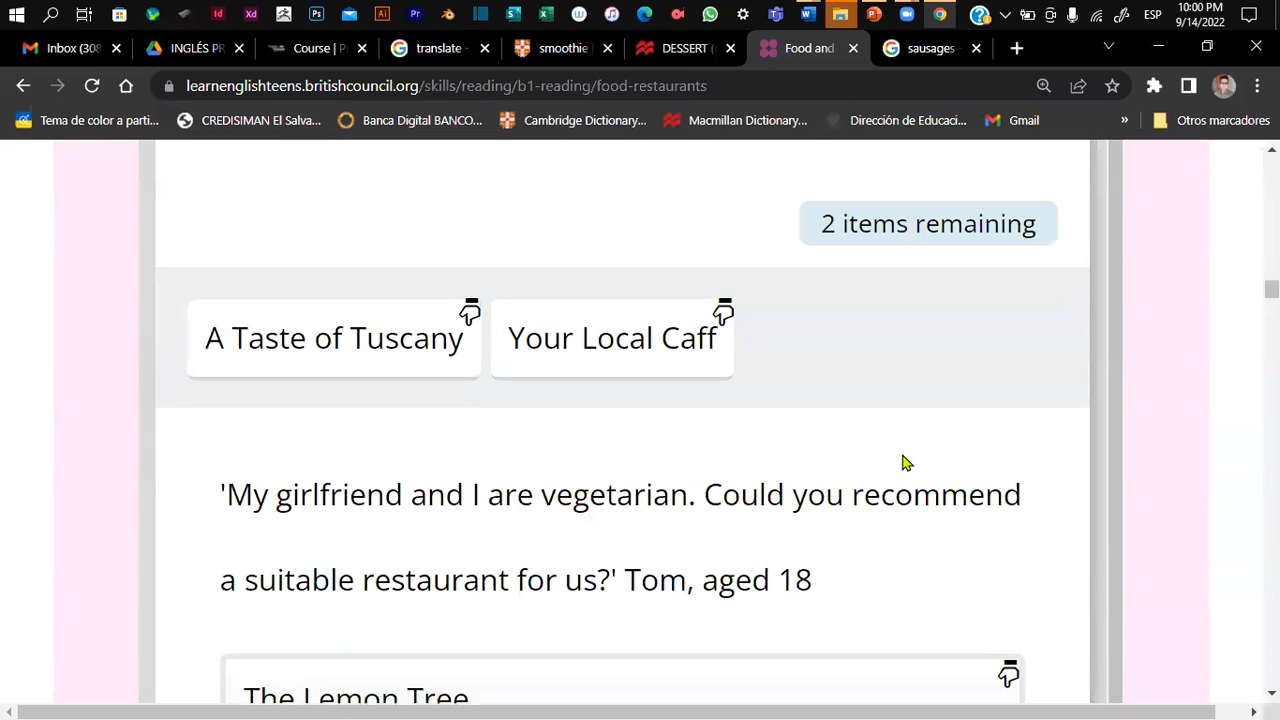 10:00 PM
ESP
9/14/2022
Inbox (308
INGLÉS PR
Course | P
translate -
smoothie |
DESSERT (
Food and
sausages -
learnenglishteens.britishcouncil.org/skills/reading/b1-reading/food-restaurants
Tema de color a parti...
CREDISIMAN El Salva...
Banca Digital BANCO...
Cambridge Dictionary...
Macmillan Dictionary...
Dirección de Educaci...
Gmail
»
Otros marcadores
2 items remaining
A Taste of Tuscany
Your Local Caff
'My girlfriend and I are vegetarian. Could you recommend
a suitable restaurant for us?' Tom, aged 18
The Lemon Tree